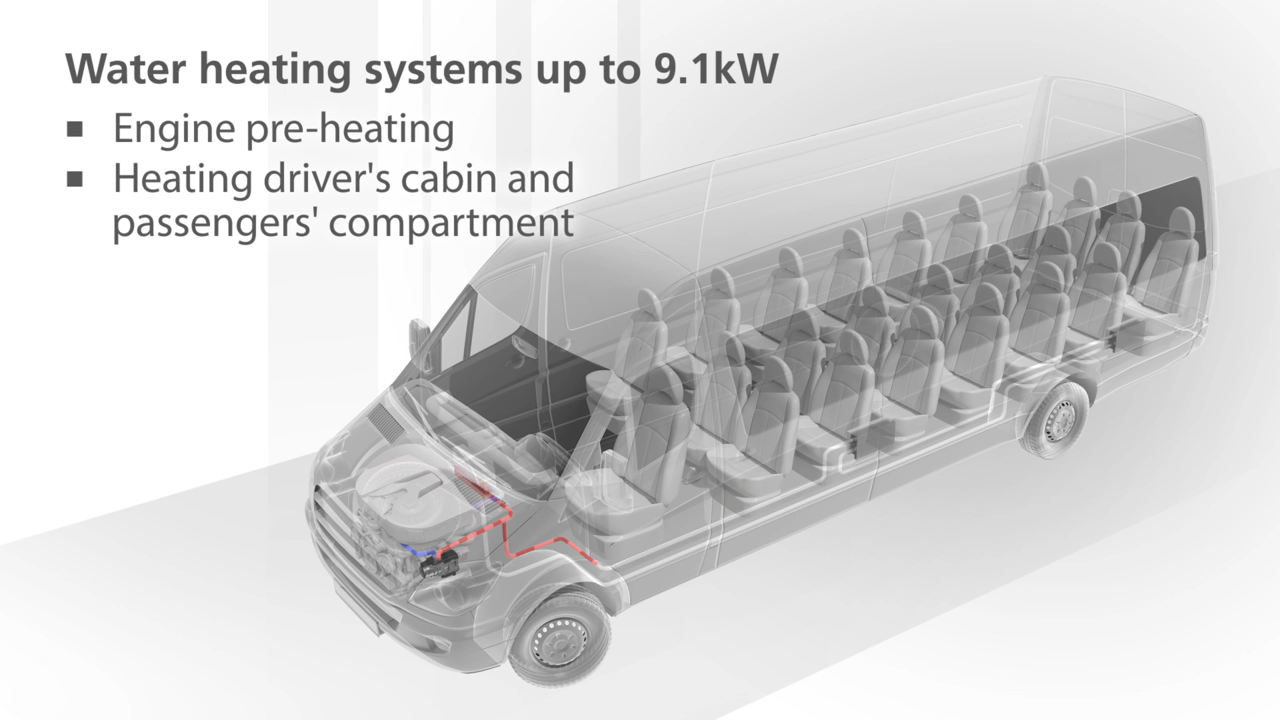 Water heating systems up to 9.1kW
▪ Engine pre-heating
▪ Heating driver's cabin and
passengers' compartment